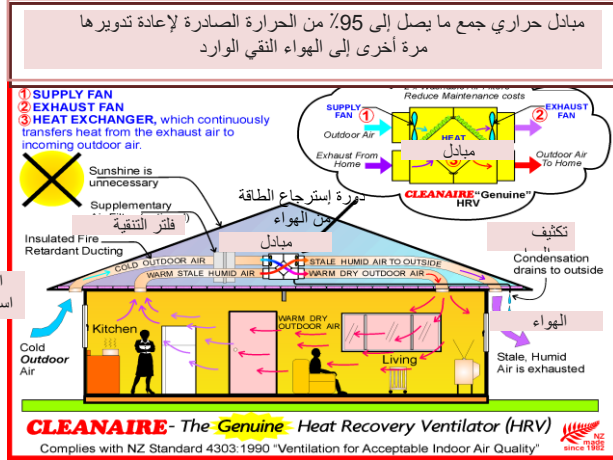 مبادل حراري جمع ما يصل إلى 95٪ من الحرارة الصادرة لإعادة تدويرها
مرة أخرى إلى الهواء النقي الوارد
① SUPPLY FAN
② EXHAUST FAN
③ HEAT EXCHANGER, which continuously
transfers heat from the exhaust air to
incoming outdoor air.
Reduce Maintenance costs
SUPPLY
FAN
①
② EXHAUST
FAN
Outdoor Air
HEAT
مبادل
Exhaust From
Home
Outdoor Air
To Home
CLEANAIRE "Genuine"
HRV
Sunshine is
unnecessary
Supplementary
دورة إسترجاع الطاقة
من الهواء
فلتر التنقية
مبادل
تكثيف
Insulated Fire
Retardant Ducting
COLD OUTDOOR AIR
STALE HUMID AIR TO OUTSIDE
WARM STALE HUMID AIR
WARM DRY OUTDOOR AIR
Condensation
drains to outside
الهواء
Kitchen
WARM DRY
OUTDOOR AIR
Living
Cold
Outdoor
Air
Stale, Humid
Air is exhausted
CLEANAIRE - The Genuine Heat Recovery Ventilator (HRV)
NZ
made
since 1982
Complies with NZ Standard 4303:1990 "Ventilation for Acceptable Indoor Air Quality"